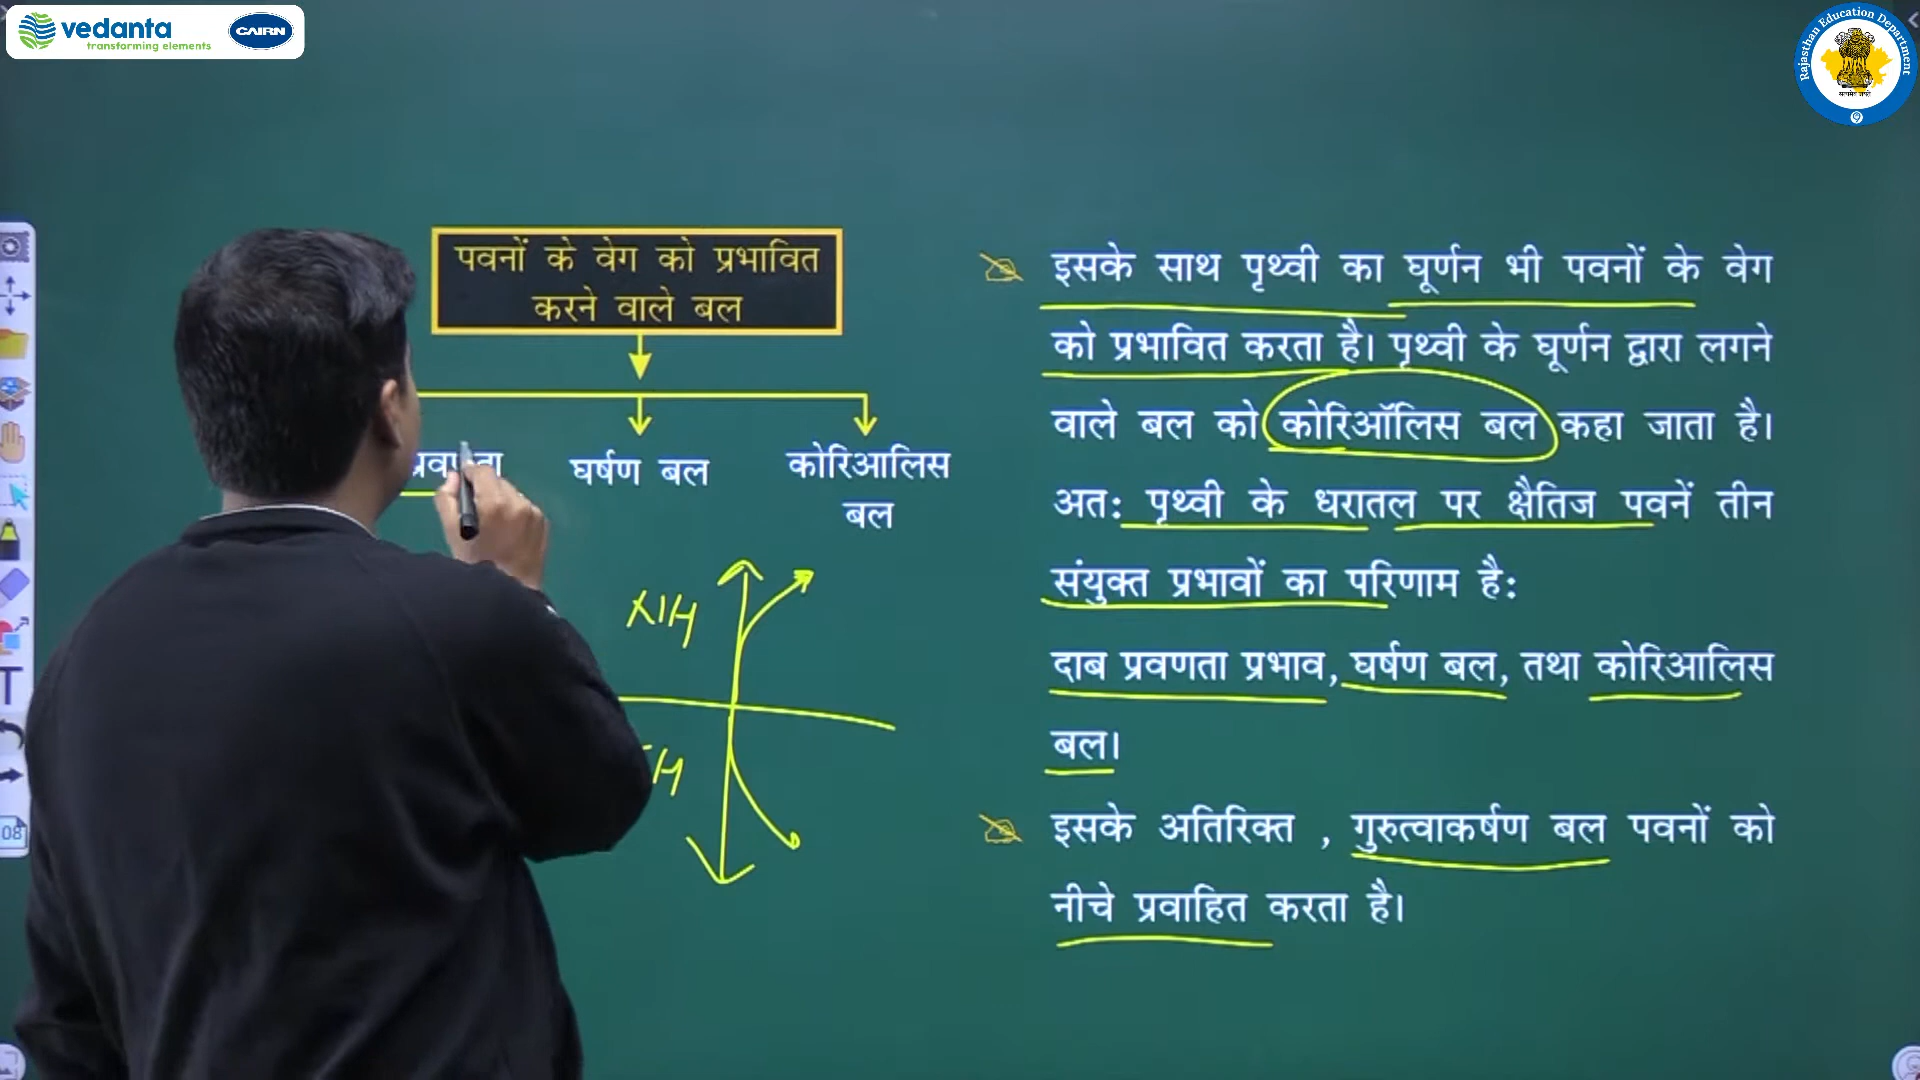 vedanta
transforming elements
CAIRN
Rajasthan Education Department
पवनों के वेग को प्रभावित
करने वाले बल
घर्षण बल
कोरिआलिस
बल
इसके साथ पृथ्वी का घूर्णन भी पवनों के वेग
को प्रभावित करता है। पृथ्वी के घूर्णन द्वारा लगने
वाले बल को कोरिऑलिस बल कहा जाता है।
अत: पृथ्वी के धरातल पर क्षैतिज पवनें तीन
संयुक्त प्रभावों का परिणाम है:
दाब प्रवणता प्रभाव, घर्षण बल, तथा कोरिआलिस
बल।
इसके अतिरिक्त , गुरुत्वाकर्षण बल पवनों को
नीचे प्रवाहित करता है।
08